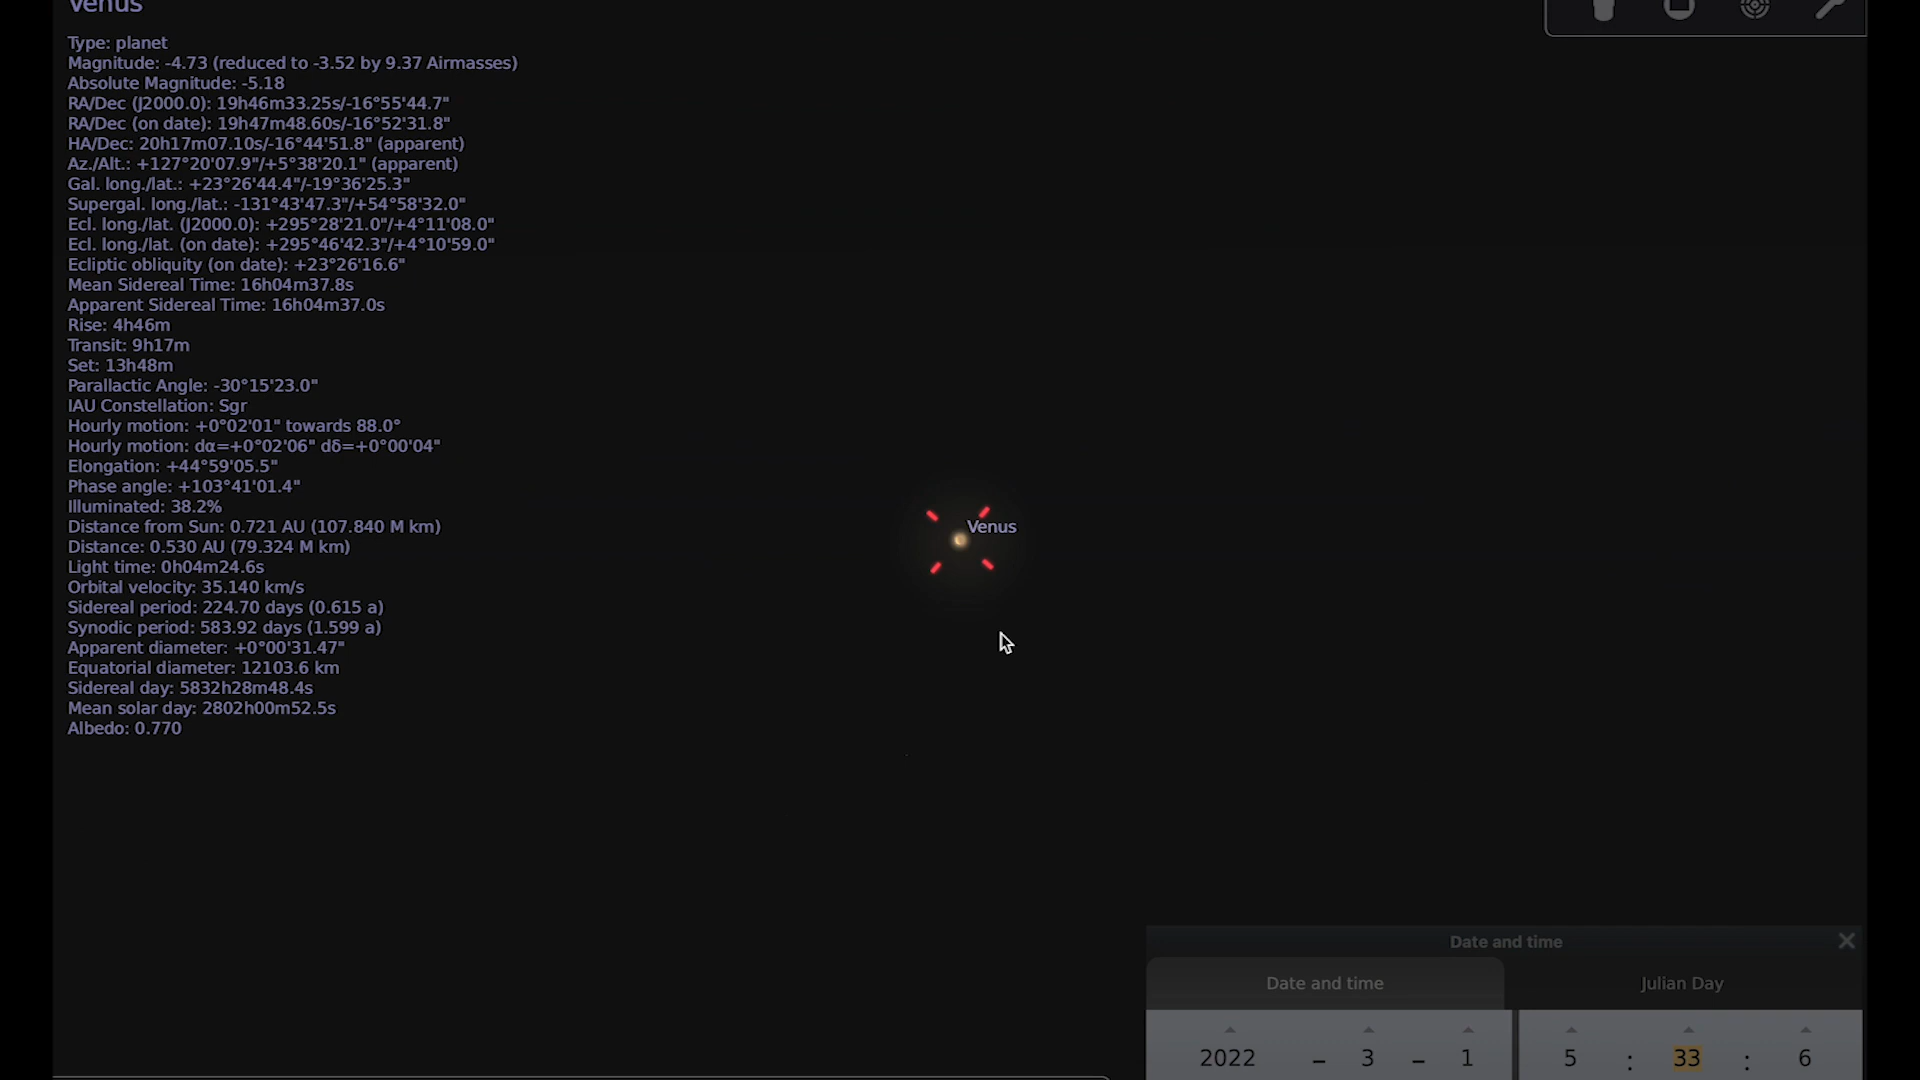 Venus
Type: planet
Magnitude: -4.73 (reduced to -3.52 by 9.37 Airmasses)
Absolute Magnitude: -5.18
RA/Dec (J2000.0): 19h46m33.25s/-16°55'44.7"
RA/Dec (on date): 19h47m48.60s/-16°52'31.8"
HA/Dec: 20h17m07.10s/-16°44'51.8" (apparent)
Az./Alt.: +127°20'07.9"/+5°38'20.1" (apparent)
Gal. long./lat.: +23°26'44.4"/-19°36'25.3"
Supergal. long./lat.: -131°43'47.3"/+54°58'32.0"
Ecl. long./lat. (J2000.0): +295°28'21.0"/+4°11'08.0"
Ecl. long./lat. (on date): +295°46'42.3"/+4°10'59.0"
Ecliptic obliquity (on date): +23°26'16.6"
Mean Sidereal Time: 16h04m37.8s
Apparent Sidereal Time: 16h04m37.0s
Rise: 4h46m
Transit: 9h17m
Set: 13h48m
Parallactic Angle: -30°15'23.0"
IAU Constellation: Sgr
Hourly motion: +0°02'01" towards 88.0°
Hourly motion: dα=+0°02'06" dδ=+0°00'04"
Elongation: +44°59'05.5"
Phase angle: +103°41'01.4"
Illuminated: 38.2%
Distance from Sun: 0.721 AU (107.840 M km)
Distance: 0.530 AU (79.324 M km)
Light time: 0h04m24.6s
Orbital velocity: 35.140 km/s
Sidereal period: 224.70 days (0.615 a)
Synodic period: 583.92 days (1.599 a)
Apparent diameter: +0°00'31.47"
Equatorial diameter: 12103.6 km
Sidereal day: 5832h28m48.4s
Mean solar day: 2802h00m52.5s
Albedo: 0.770
Venus
Date and time
Date and time Julian Day
2022 – 3 – 1 5 : 33 : 6